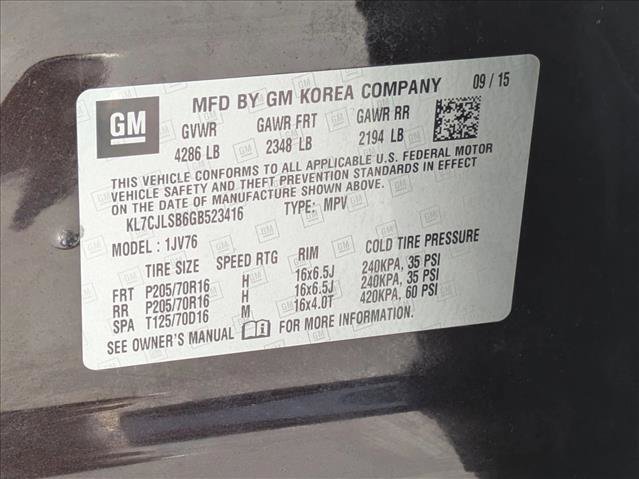 GM MFD BY GM KOREA COMPANY 09 / 15
GVWR GAWR FRT GAWR RR
4286 LB 2348 LB 2194 LB
THIS VEHICLE CONFORMS TO ALL APPLICABLE U.S. FEDERAL MOTOR
VEHICLE SAFETY AND THEFT PREVENTION STANDARDS IN EFFECT
ON THE DATE OF MANUFACTURE SHOWN ABOVE.
KL7CJLSB6GB523416 TYPE: MPV
MODEL : 1JV76
TIRE SIZE SPEED RTG RIM COLD TIRE PRESSURE
FRT P205/70R16 H 16x6.5J 240KPA, 35 PSI
RR P205/70R16 H 16x6.5J 240KPA, 35 PSI
SPA T125/70D16 M 16x4.0T 420KPA, 60 PSI
SEE OWNER'S MANUAL FOR MORE INFORMATION.